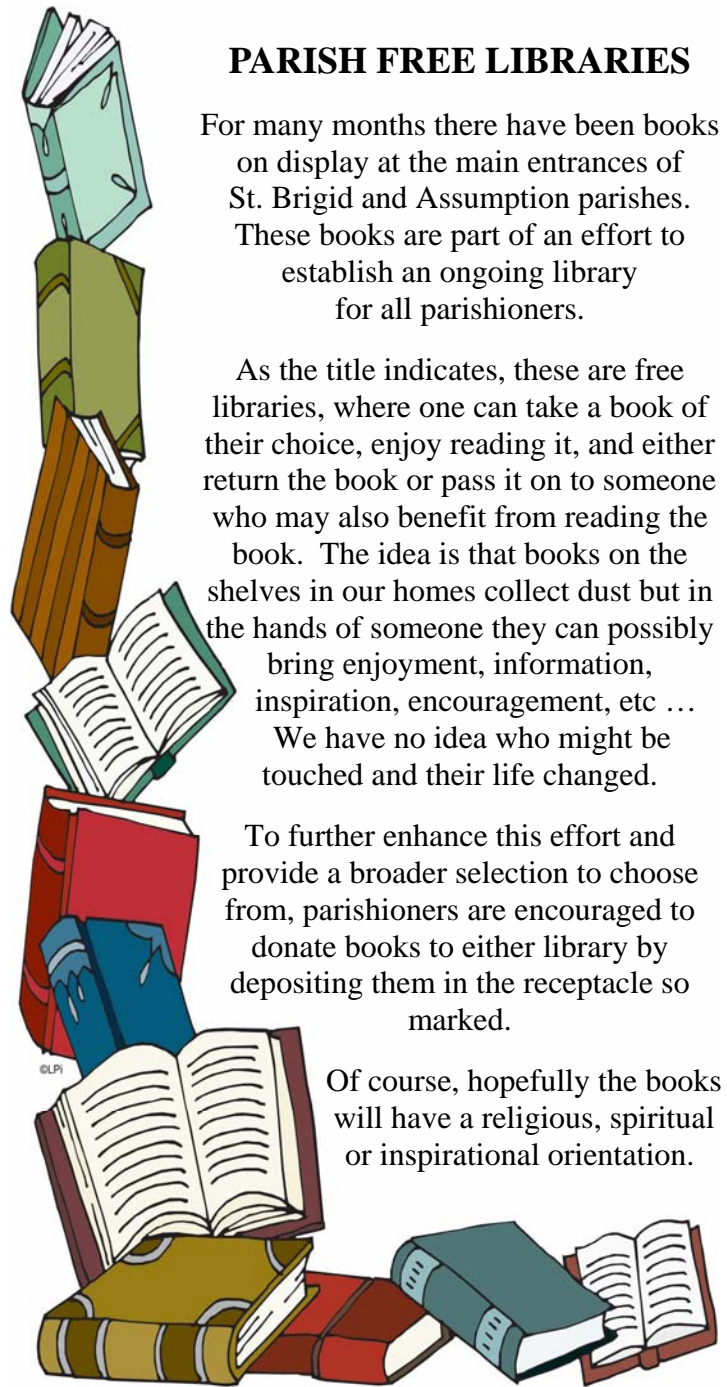 PARISH FREE LIBRARIES
For many months there have been books
on display at the main entrances of
St. Brigid and Assumption parishes.
These books are part of an effort to
establish an ongoing library
for all parishioners.
As the title indicates, these are free
libraries, where one can take a book of
their choice, enjoy reading it, and either
return the book or pass it on to someone
who may also benefit from reading the
book.  The idea is that books on the
shelves in our homes collect dust but in
the hands of someone they can possibly
bring enjoyment, information,
inspiration, encouragement, etc …
We have no idea who might be
touched and their life changed.
To further enhance this effort and
provide a broader selection to choose
from, parishioners are encouraged to
donate books to either library by
depositing them in the receptacle so
marked.
©LPi
Of course, hopefully the books
will have a religious, spiritual
or inspirational orientation.